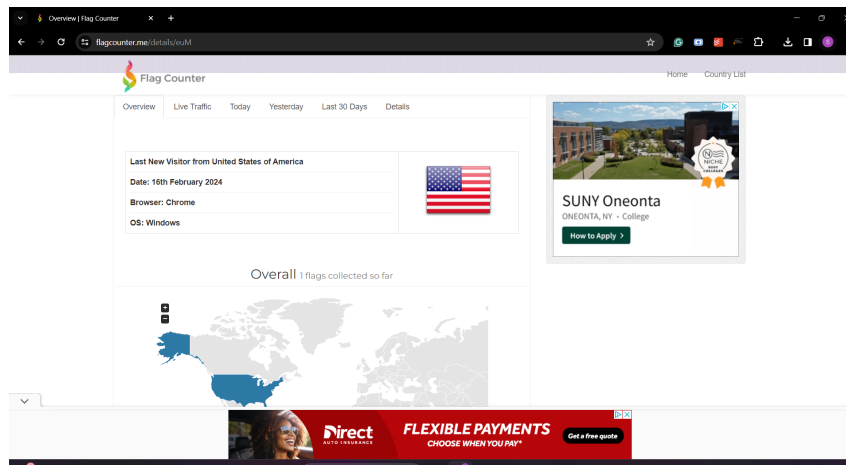 Overview | Flag Counter
flagcounter.me/details/euM
Flag Counter
Home Country List
Overview Live Traffic Today Yesterday Last 30 Days Details
Last New Visitor from United States of America
Date: 16th February 2024
Browser: Chrome
OS: Windows
NICHE
SUNY Oneonta
ONEONTA, NY • College
How to Apply >
Overall 1 flags collected so far
+
−
Direct
AUTO INSURANCE
FLEXIBLE PAYMENTS
CHOOSE WHEN YOU PAY*
Get a free quote